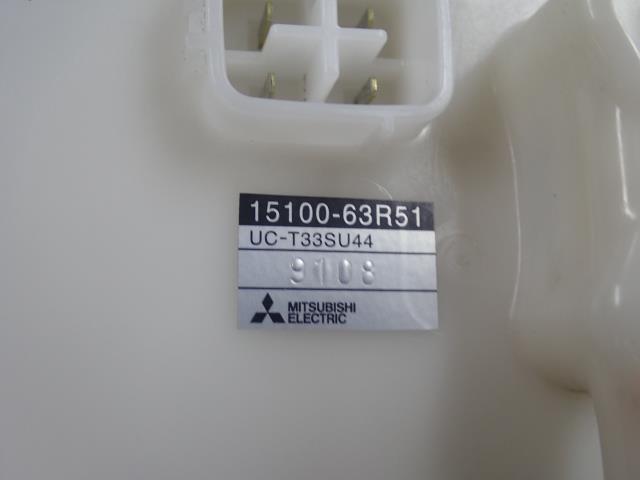 15100-63R51
UC-T33SU44
9108
MITSUBISHI
ELECTRIC